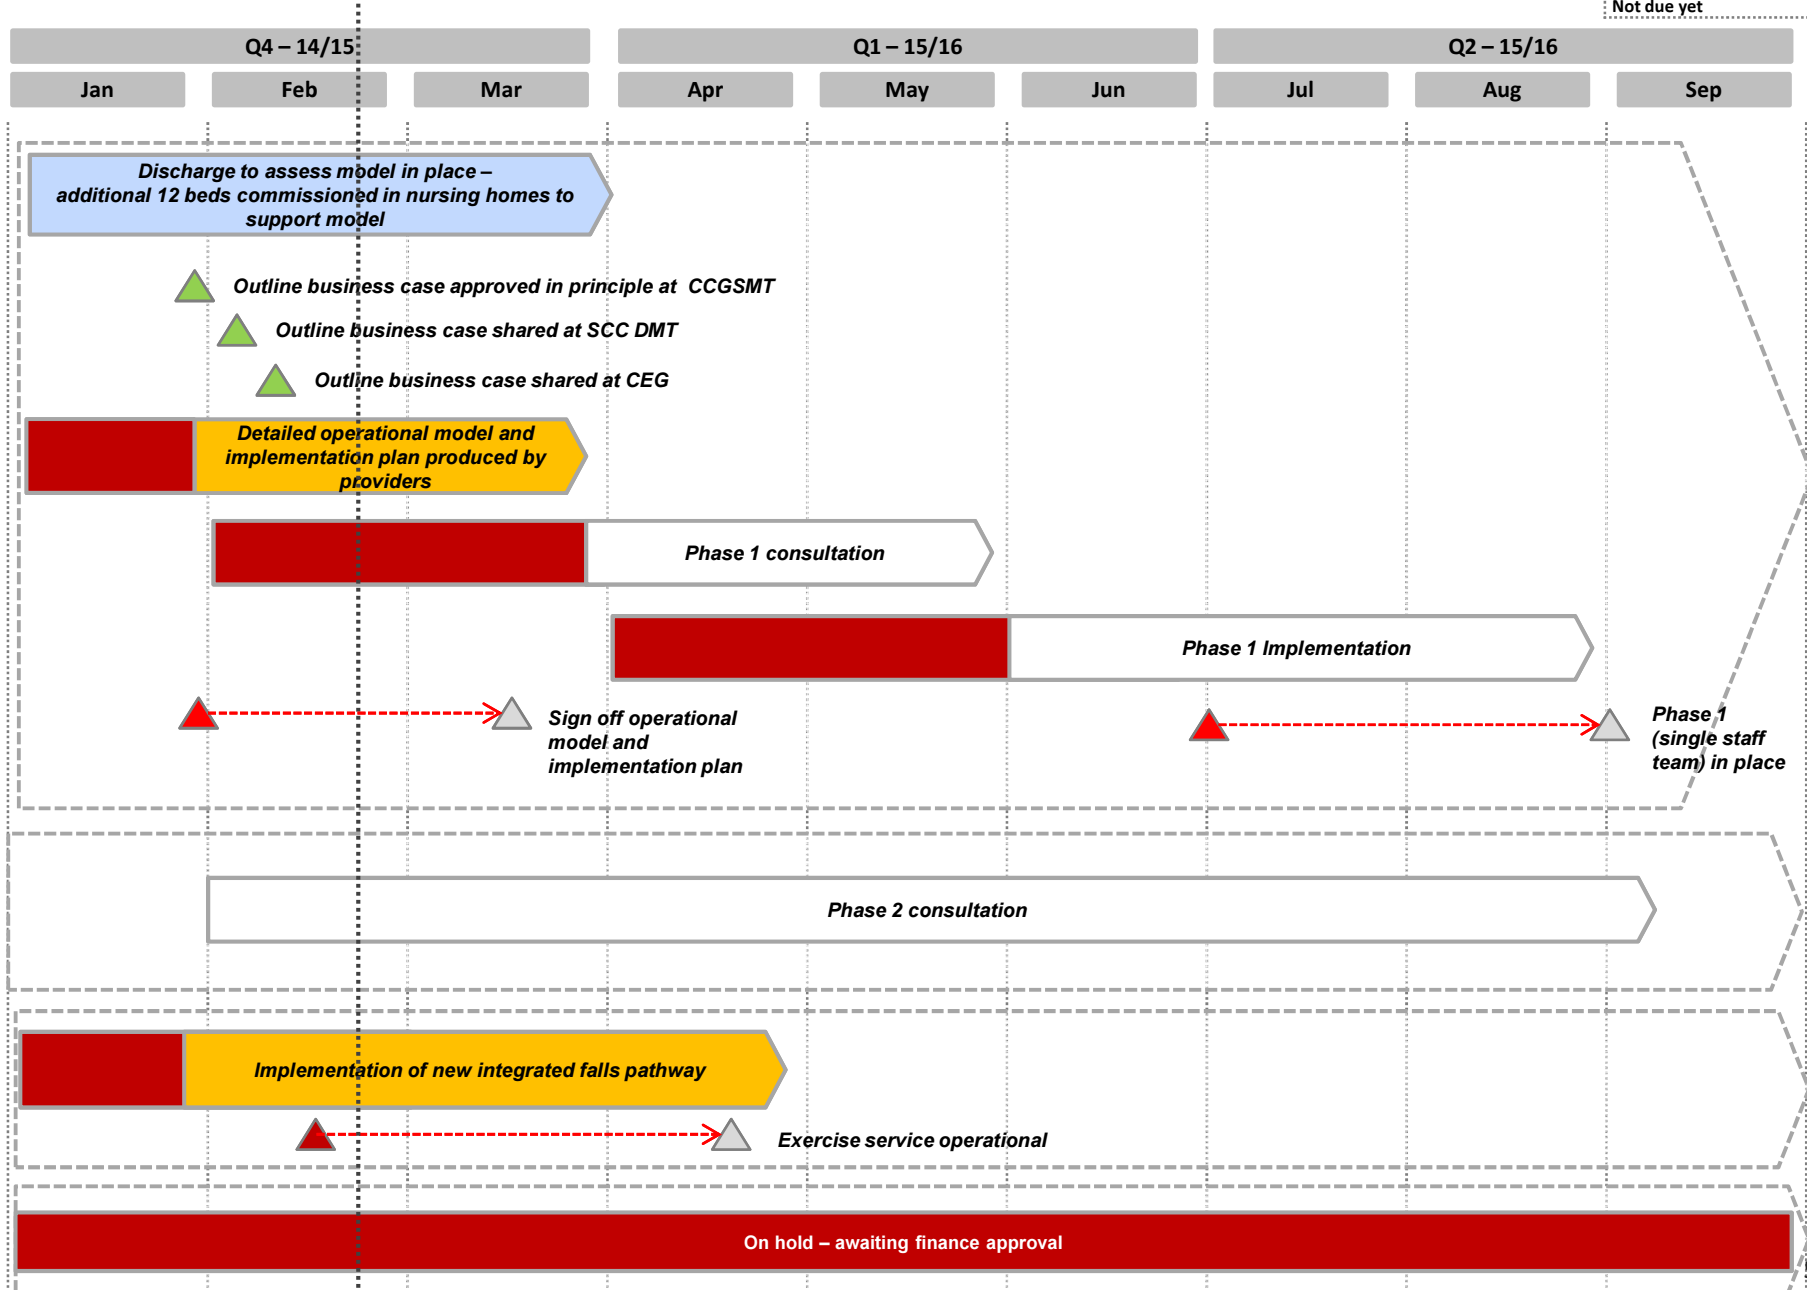 Not due yet
Q4 – 14/15
Q1 – 15/16
Q2 – 15/16
Jan
Feb
Mar
Apr
May
Jun
Jul
Aug
Sep
Discharge to assess model in place –
additional 12 beds commissioned in nursing homes to
support model
Outline business case approved in principle at CCGSMT
Outline business case shared at SCC DMT
Outline business case shared at CEG
Detailed operational model and
implementation plan produced by
providers
Phase 1 consultation
Phase 1 Implementation
Sign off operational
model and
implementation plan
Phase 1
(single staff
team) in place
Phase 2 consultation
Implementation of new integrated falls pathway
Exercise service operational
On hold – awaiting finance approval